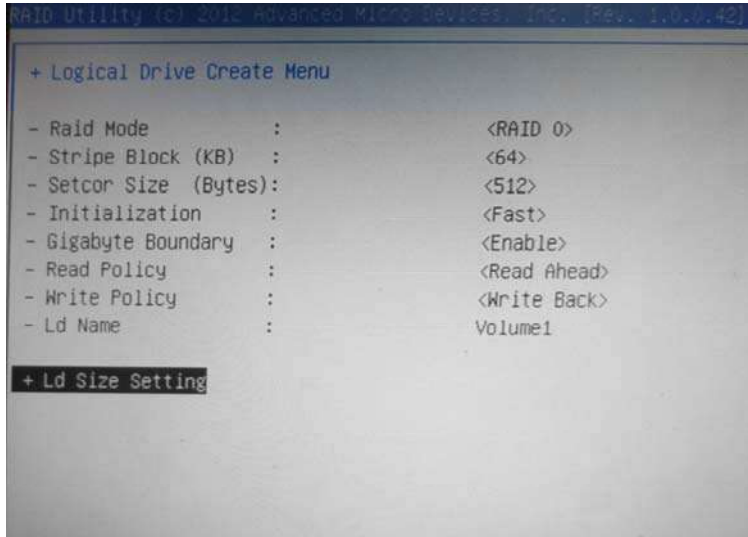 RAID Utility (c) 2012 Advanced Micro Devices, Inc. [Rev. 1.0.0.42]
+ Logical Drive Create Menu
- Raid Mode : <RAID 0>
- Stripe Block (KB) : <64>
- Setcor Size (Bytes): <512>
- Initialization : <Fast>
- Gigabyte Boundary : <Enable>
- Read Policy : <Read Ahead>
- Write Policy : <Write Back>
- Ld Name : Volume1
+ Ld Size Setting